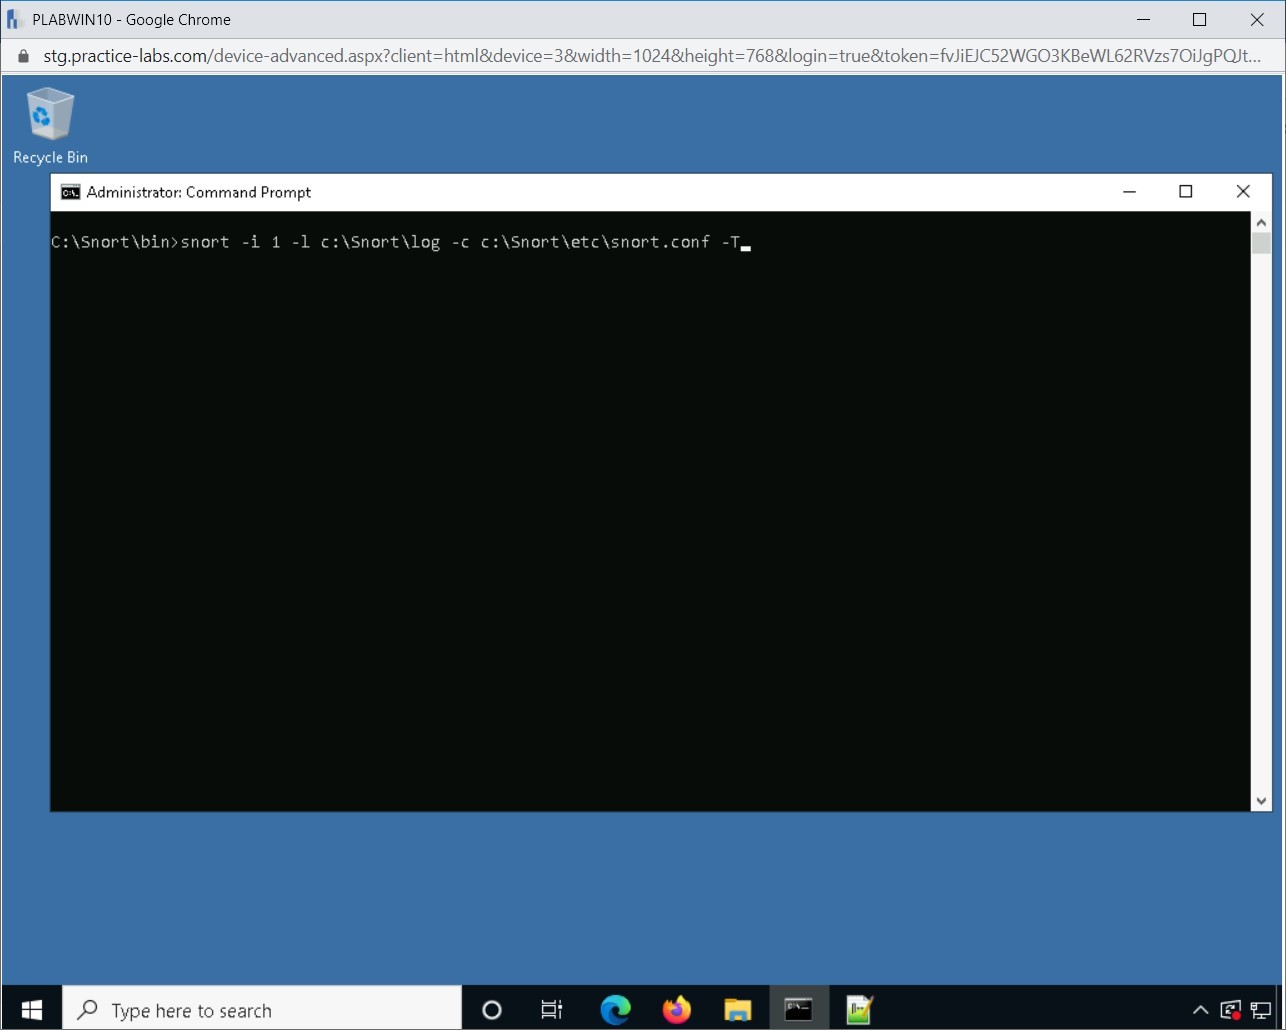 PLABWIN10 - Google Chrome
stg.practice-labs.com/device-advanced.aspx?client=html&device=3&width=1024&height=768&login=true&token=fvJiEJC52WGO3KBeWL62RVzs7OiJgPQJt...
Recycle Bin
Administrator: Command Prompt
C:\Snort\bin>snort -i 1 -l c:\Snort\log -c c:\Snort\etc\snort.conf -T
Type here to search